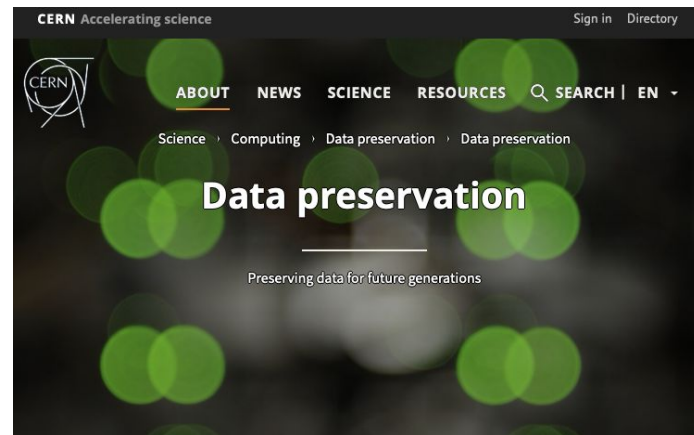 CERN Accelerating science
Sign in Directory
CERN
ABOUT NEWS SCIENCE RESOURCES SEARCH | EN
Science › Computing › Data preservation › Data preservation
Data preservation
Preserving data for future generations